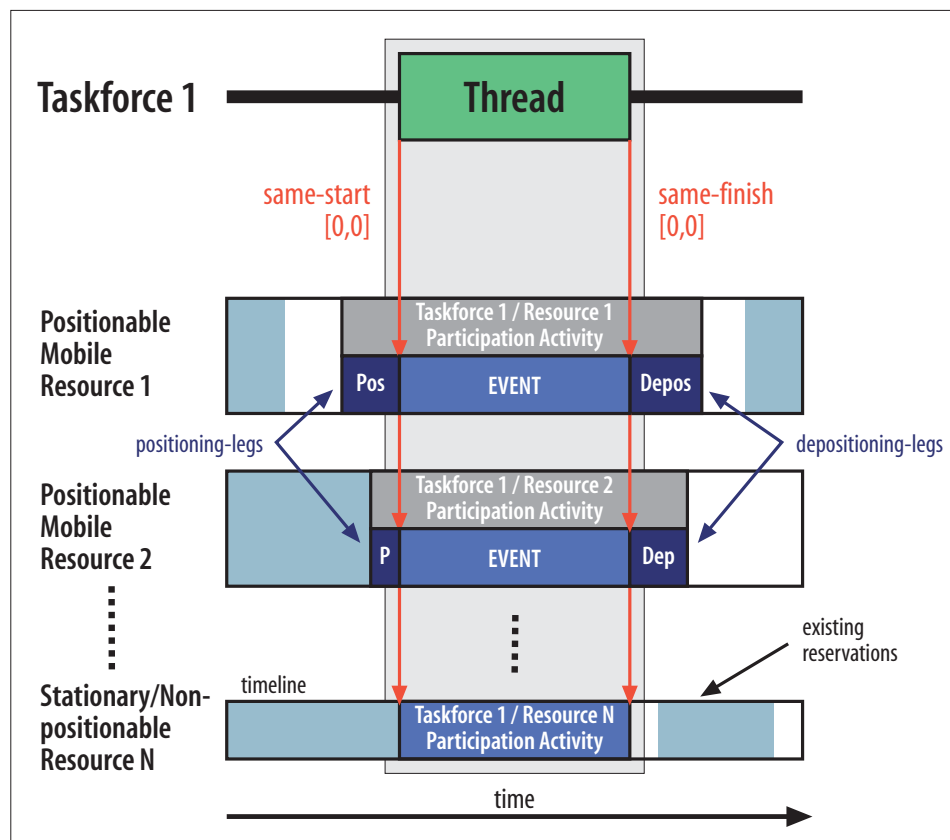 Taskforce 1
Thread
same-start
[0,0]
same-finish
[0,0]
Positionable
Mobile
Resource 1
Taskforce 1 / Resource 1
Participation Activity
Pos
EVENT
Depos
positioning-legs
depositioning-legs
Positionable
Mobile
Resource 2
Taskforce 1 / Resource 2
Participation Activity
P
EVENT
Dep
existing
reservations
Stationary/Non-
positionable
Resource N
timeline
Taskforce 1 / Resource N
Participation Activity
time